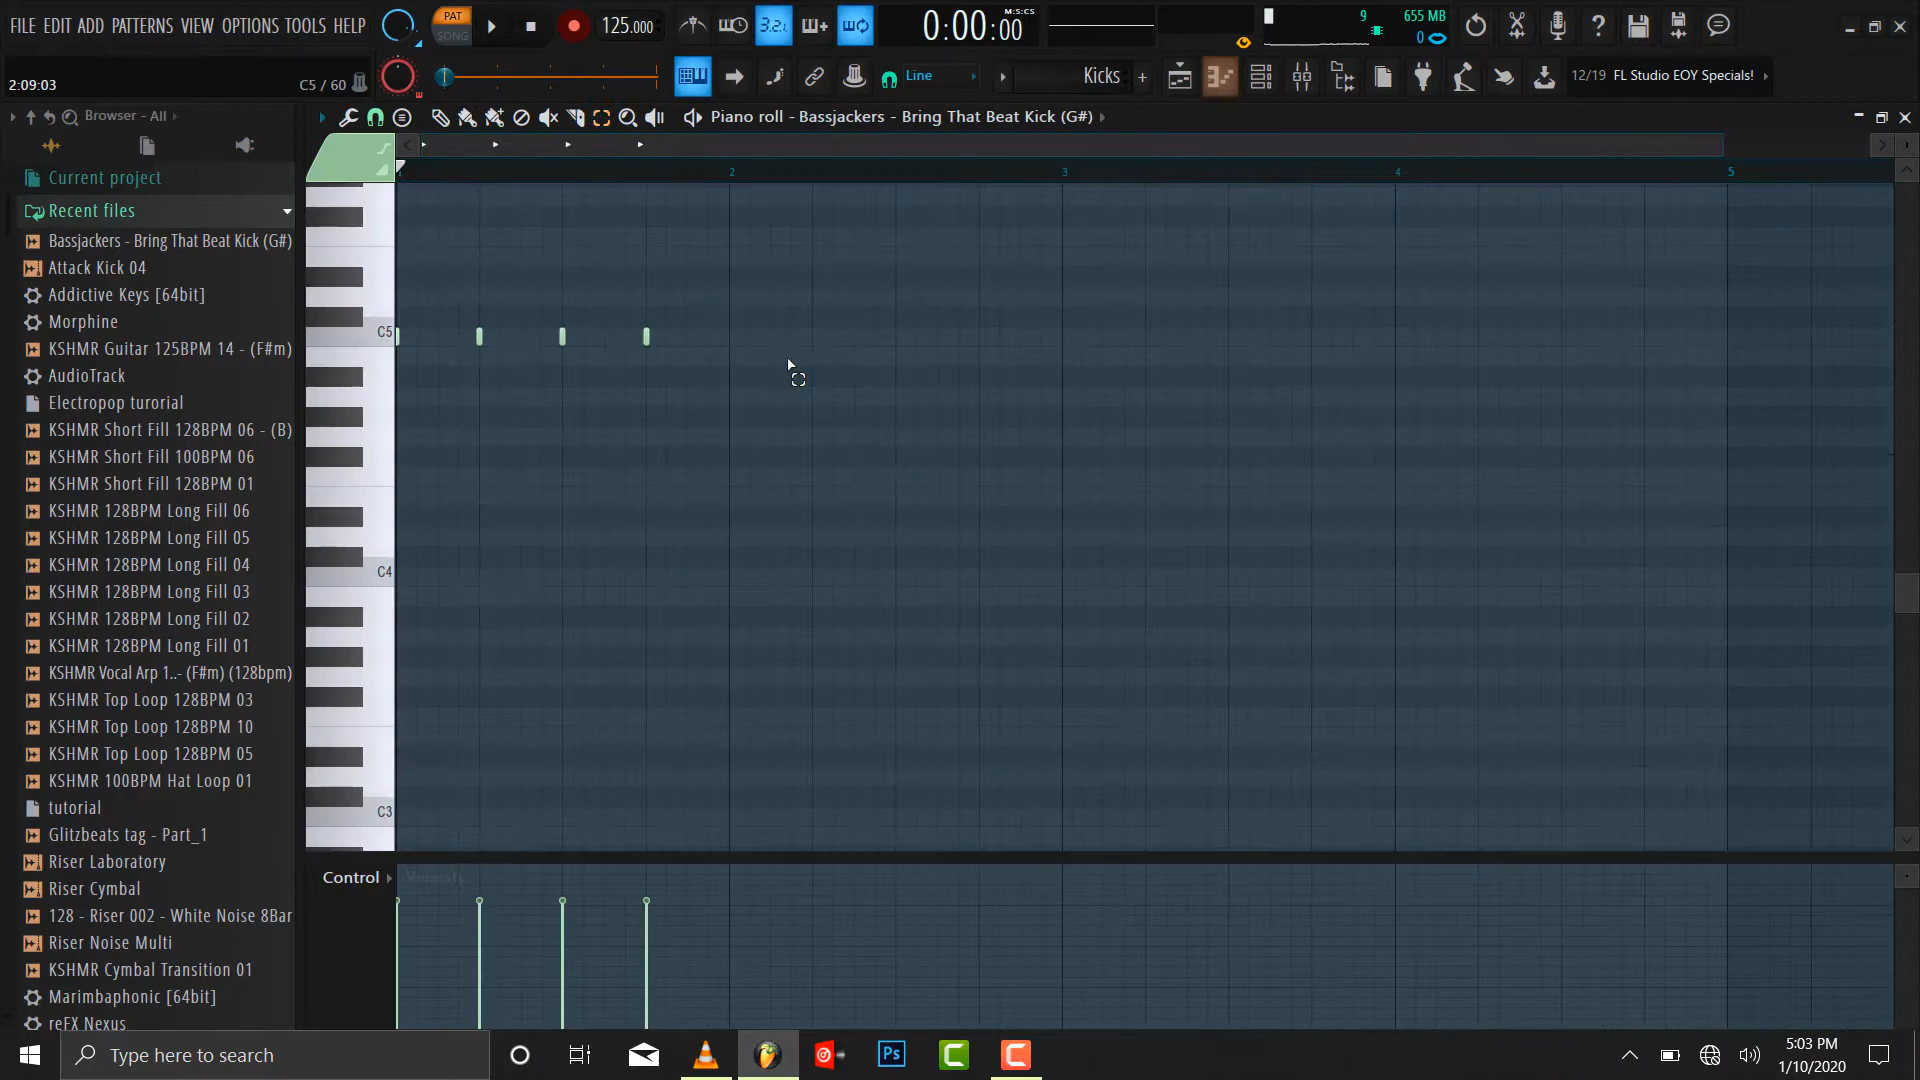 FILE EDIT ADD PATTERNS VIEW OPTIONS TOOLS HELP
PAT
SONG
125.000
3.2.1
0:00:00
M:S:CS
9
655 MB
0
2:09:03
C5 / 60
Line
Kicks
12/19 FL Studio EOY Specials!
Browser - All
Piano roll - Bassjackers - Bring That Beat Kick (G#)
Current project
Recent files
Bassjackers - Bring That Beat Kick (G#)
Attack Kick 04
Addictive Keys [64bit]
Morphine
KSHMR Guitar 125BPM 14 - (F#m)
AudioTrack
Electropop turorial
KSHMR Short Fill 128BPM 06 - (B)
KSHMR Short Fill 100BPM 06
KSHMR Short Fill 128BPM 01
KSHMR 128BPM Long Fill 06
KSHMR 128BPM Long Fill 05
KSHMR 128BPM Long Fill 04
KSHMR 128BPM Long Fill 03
KSHMR 128BPM Long Fill 02
KSHMR 128BPM Long Fill 01
KSHMR Vocal Arp 1..- (F#m) (128bpm)
KSHMR Top Loop 128BPM 03
KSHMR Top Loop 128BPM 10
KSHMR Top Loop 128BPM 05
KSHMR 100BPM Hat Loop 01
tutorial
Glitzbeats tag - Part_1
Riser Laboratory
Riser Cymbal
128 - Riser 002 - White Noise 8Bar
Riser Noise Multi
KSHMR Cymbal Transition 01
Marimbaphonic [64bit]
reFX Nexus
2
3
4
5
C5
C4
C3
Control
Type here to search
Ps
5:03 PM
1/10/2020